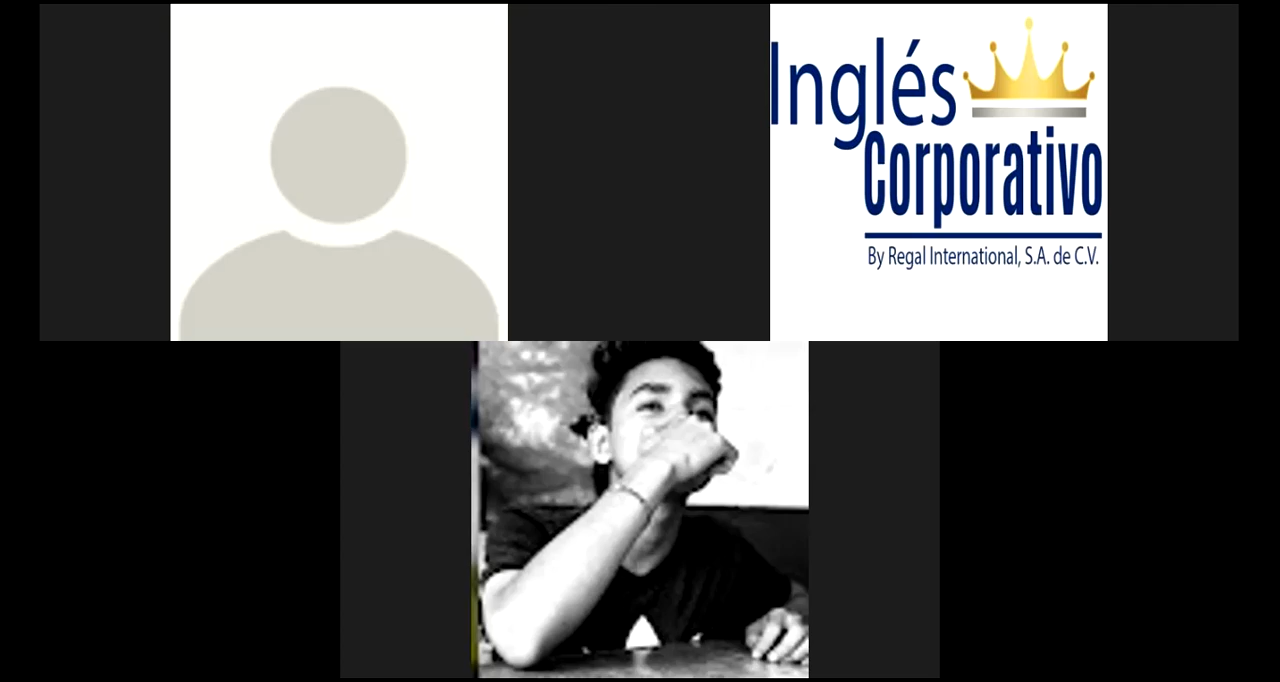 Inglés
Corporativo
By Regal International, S.A. de C.V.